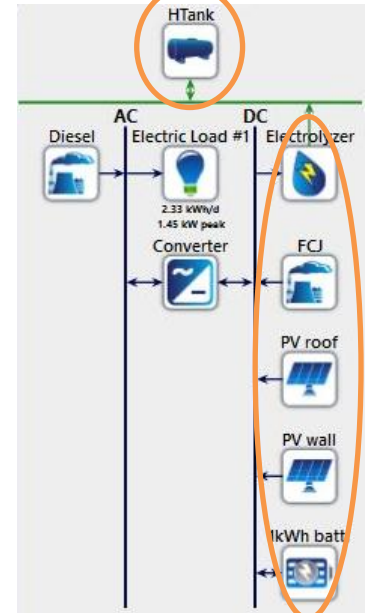 HTank
AC
DC
Diesel
Electric Load #1
Electrolyzer
2.33 kWh/d
1.45 kW peak
Converter
FCJ
PV roof
PV wall
1kWh batt